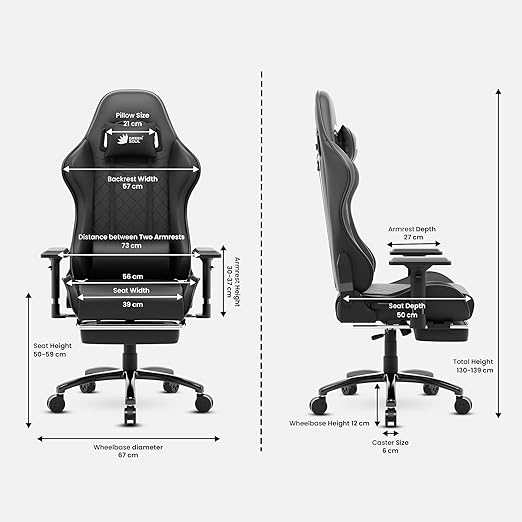 Pillow Size
21 cm
GREEN
SOUL
Backrest Width
57 cm
Distance between Two Armrests
73 cm
56 cm
Seat Width
39 cm
Armrest Height
30-37 cm
Seat Height
50-59 cm
Wheelbase diameter
67 cm
Armrest Depth
27 cm
Seat Depth
50 cm
Total Height
130-139 cm
Wheelbase Height 12 cm
Caster Size
6 cm